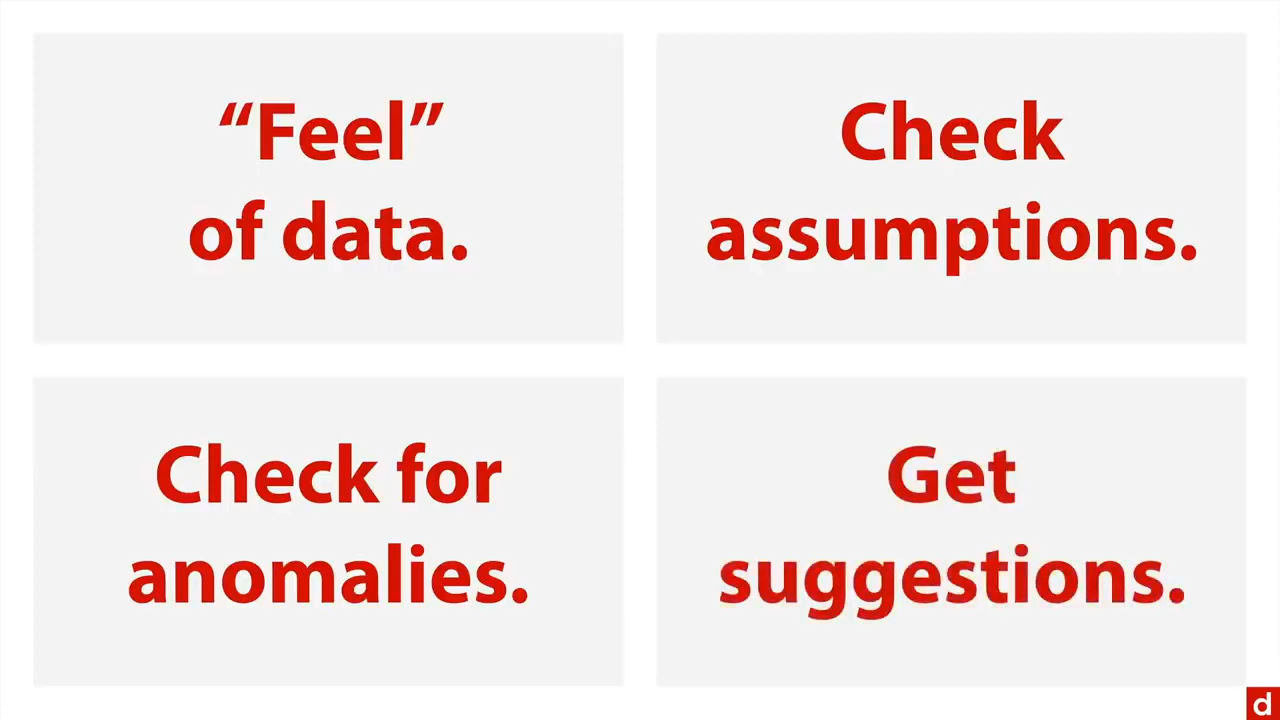 “Feel”
of data.
Check
assumptions.
Check for
anomalies.
Get
suggestions.
d